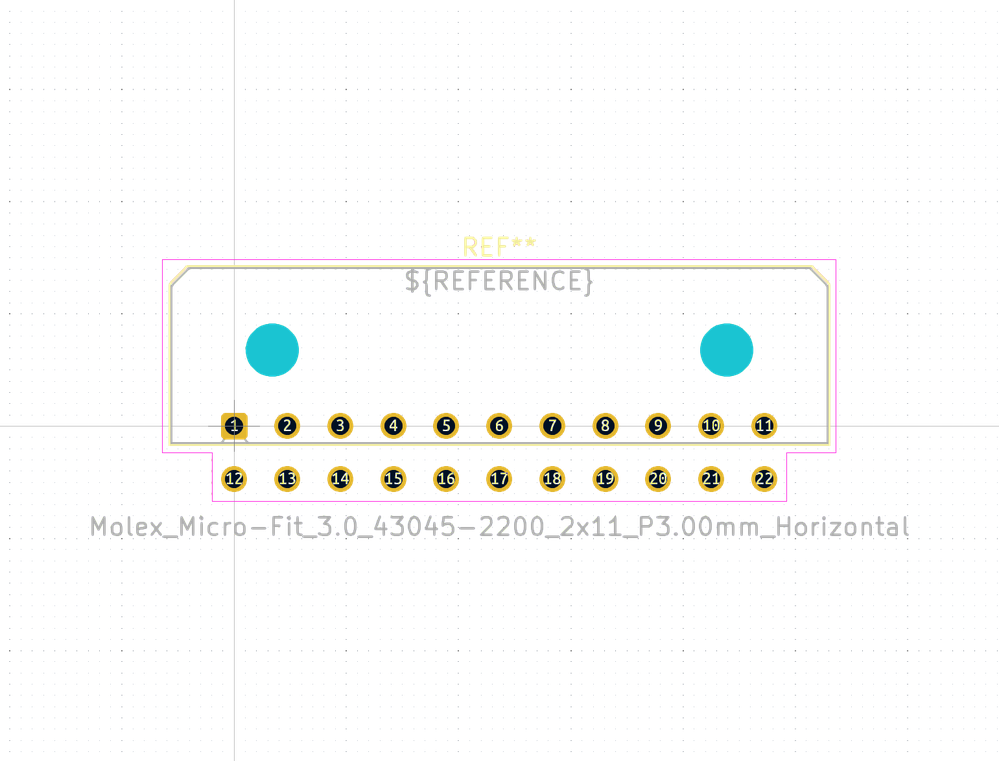 REF**
${REFERENCE}
1 2 3 4 5 6 7 8 9 10 11
12 13 14 15 16 17 18 19 20 21 22
Molex_Micro-Fit_3.0_43045-2200_2x11_P3.00mm_Horizontal